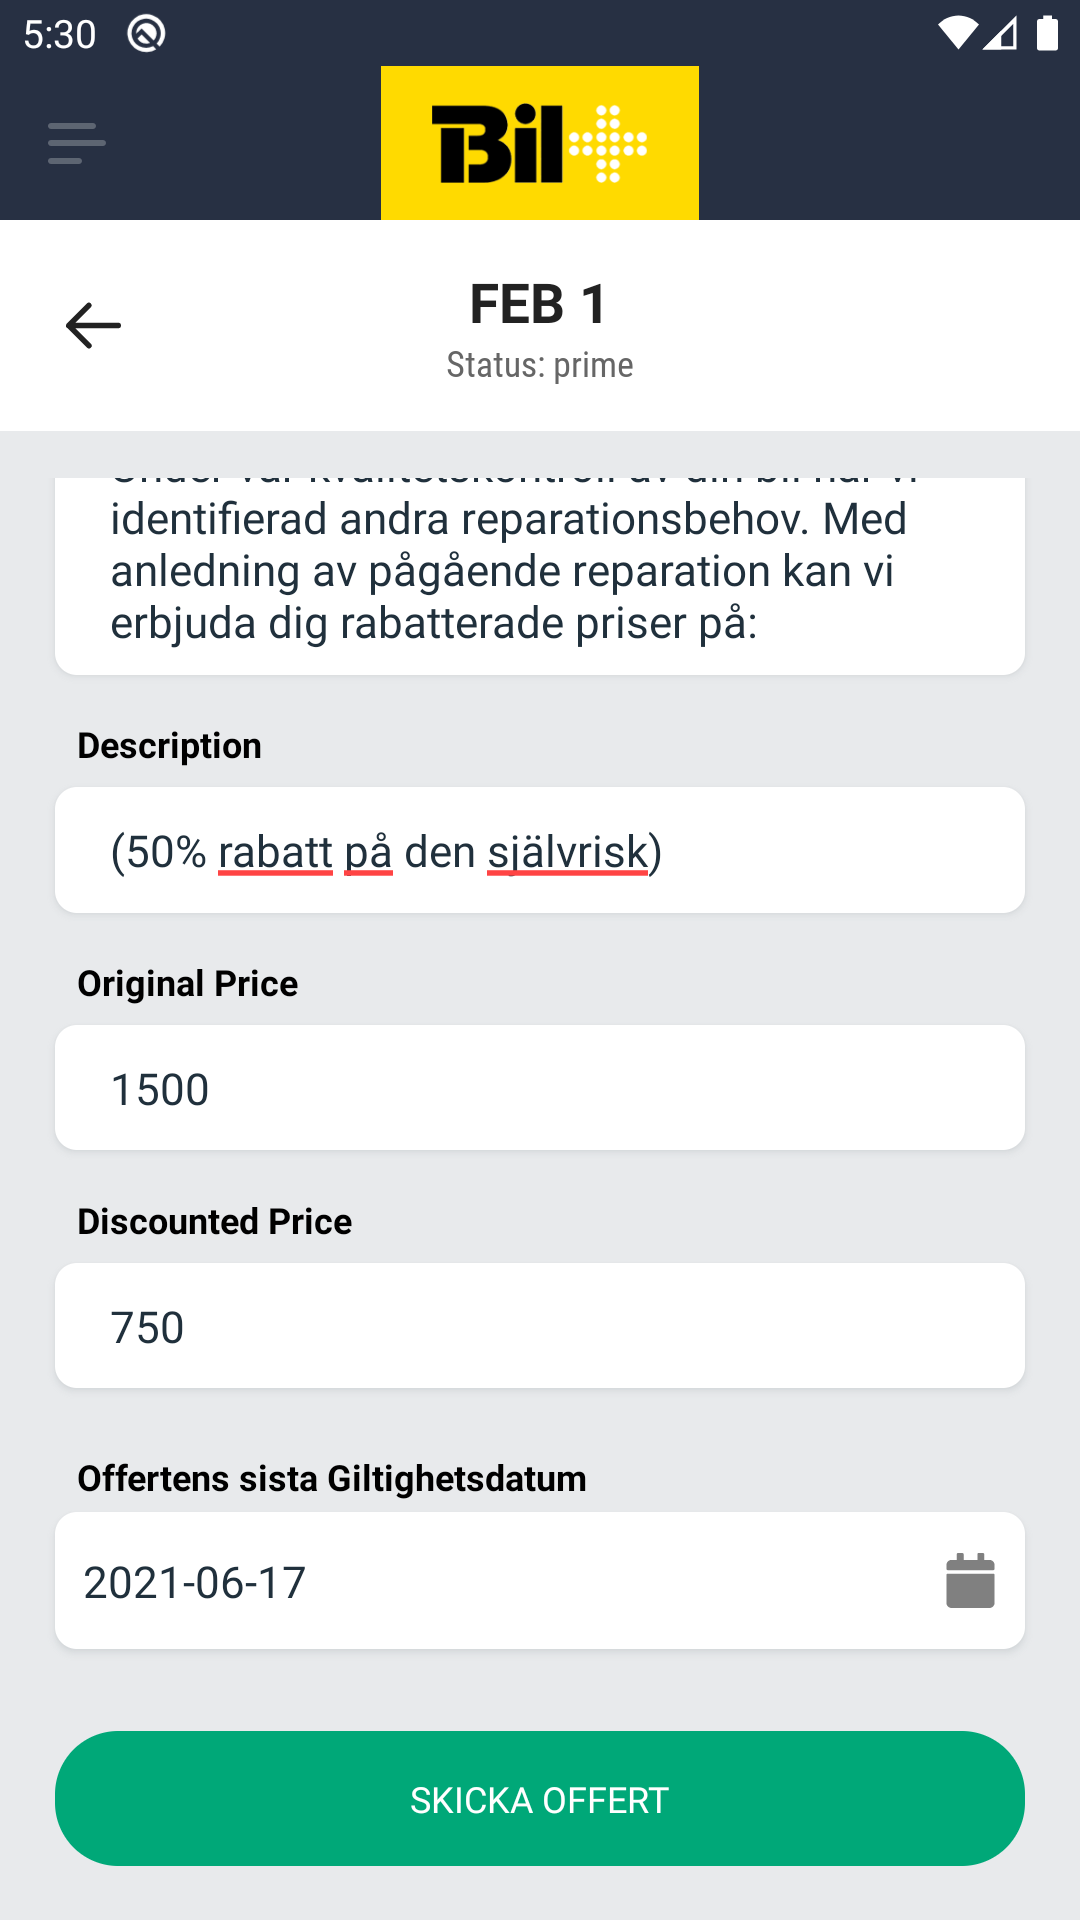 5:30
Bil
FEB 1
Status: prime
identifierad andra reparationsbehov. Med
anledning av pågående reparation kan vi
erbjuda dig rabatterade priser på:
Description
(50% rabatt på den självrisk)
Original Price
1500
Discounted Price
750
Offertens sista Giltighetsdatum
2021-06-17
SKICKA OFFERT